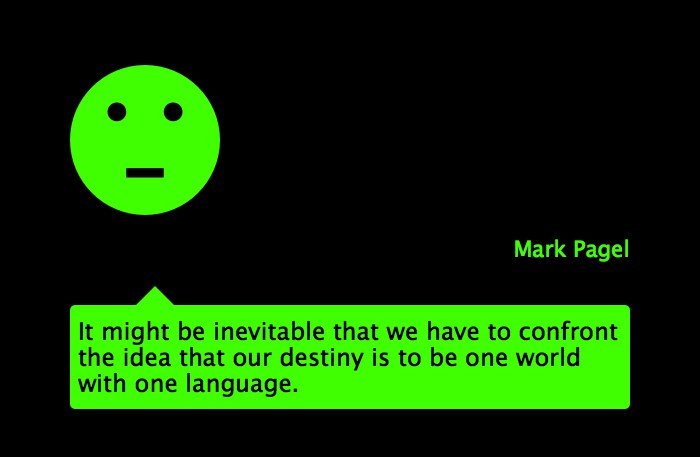 Mark Pagel
It might be inevitable that we have to confront
the idea that our destiny is to be one world
with one language.